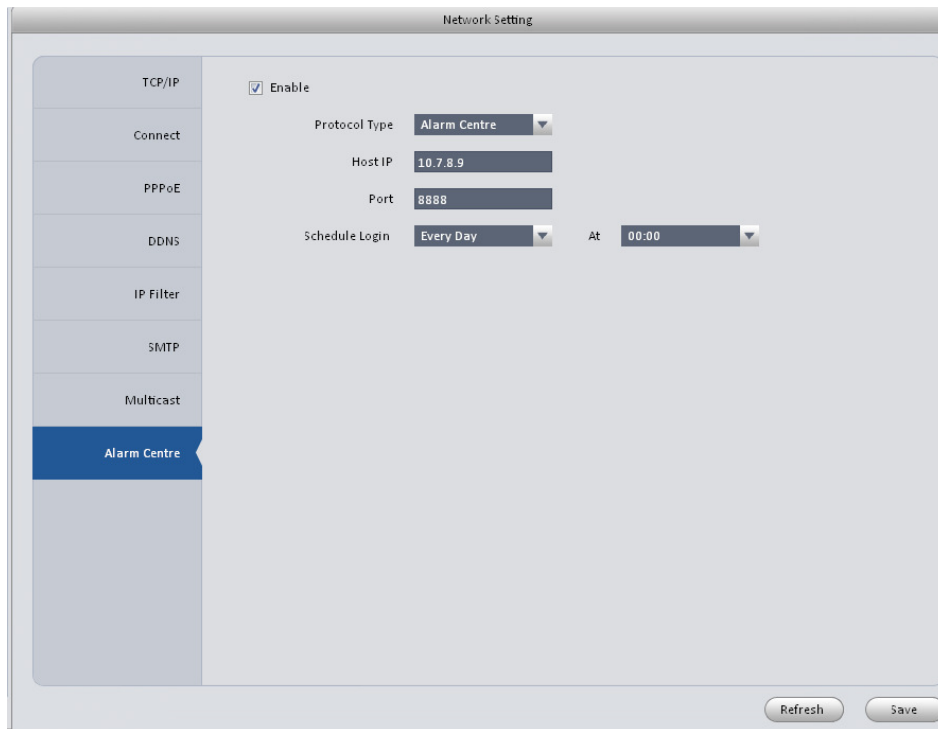 Network Setting
TCP/IP
Connect
PPPoE
DDNS
IP Filter
SMTP
Multicast
Alarm Centre
Enable
Protocol Type Alarm Centre
Host IP 10.7.8.9
Port 8888
Schedule Login Every Day At 00:00
Refresh Save